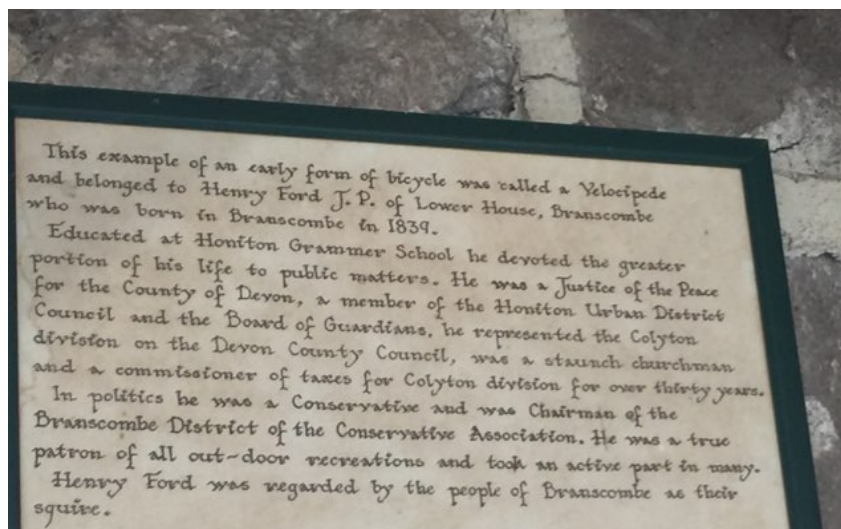 This example of an early form of bicycle was called a Velocipede
and belonged to Henry Ford J. P. of Lower House, Branscombe
who was born in Branscombe in 1839.
Educated at Honiton Grammer School he devoted the greater
portion of his life to public matters. He was a Justice of the Peace
for the County of Devon, a member of the Honiton Urban District
Council and the Board of Guardians, he represented the Colyton
division on the Devon County Council, was a staunch churchman
and a commissioner of taxes for Colyton division for over thirty years.
In politics he was a Conservative and was Chairman of the
Branscombe District of the Conservative Association. He was a true
patron of all out-door recreations and took an active part in many.
Henry Ford was regarded by the people of Branscombe as their
squire.